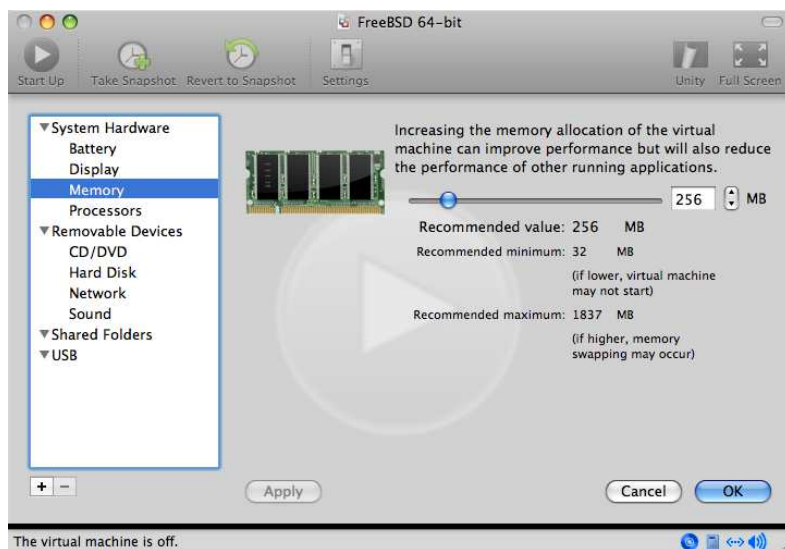 FreeBSD 64-bit
Start Up
Take Snapshot
Revert to Snapshot
Settings
Unity
Full Screen
System Hardware
Battery
Display
Memory
Processors
Removable Devices
CD/DVD
Hard Disk
Network
Sound
Shared Folders
USB
+ −
Increasing the memory allocation of the virtual
machine can improve performance but will also reduce
the performance of other running applications.
256 MB
Recommended value: 256 MB
Recommended minimum: 32 MB
(if lower, virtual machine
may not start)
Recommended maximum: 1837 MB
(if higher, memory
swapping may occur)
Apply
Cancel
OK
The virtual machine is off.